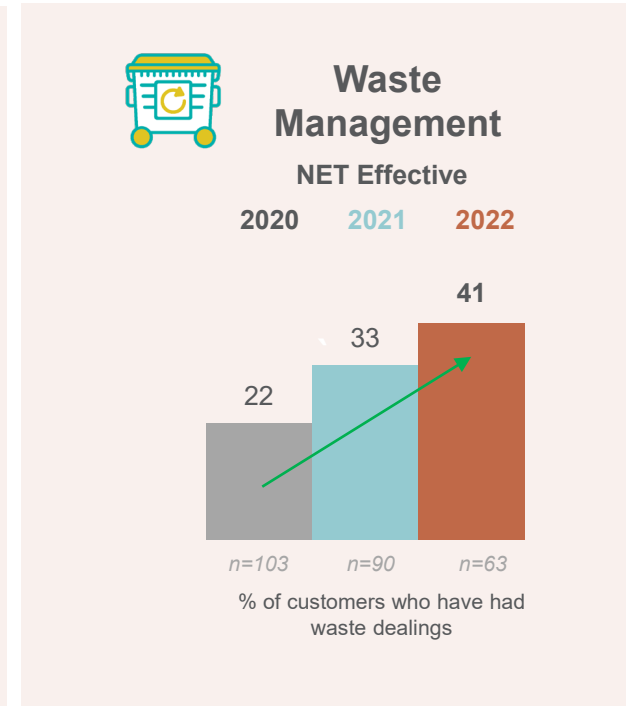 Waste
Management
NET Effective
2020 2021 2022
41
33
22
n=103 n=90 n=63
% of customers who have had
waste dealings